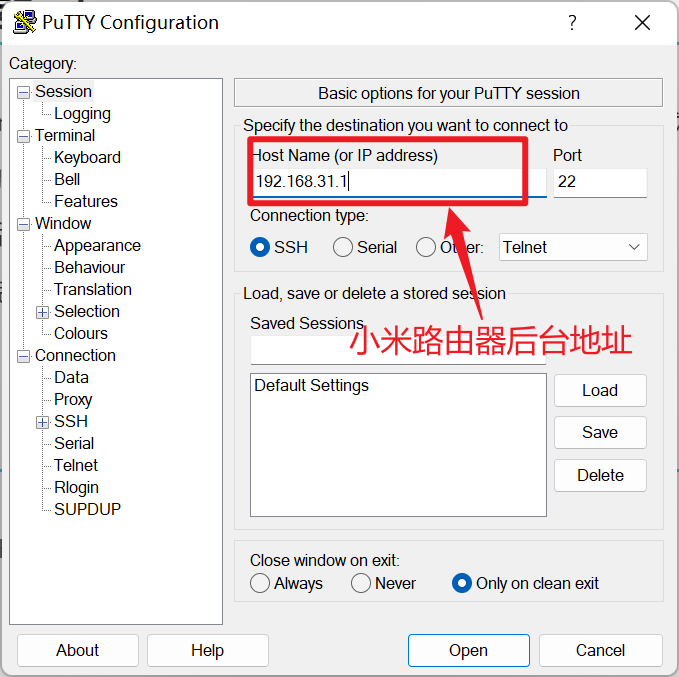 PuTTY Configuration
?
Category:
Session
Logging
Terminal
Keyboard
Bell
Features
Window
Appearance
Behaviour
Translation
Selection
Colours
Connection
Data
Proxy
SSH
Serial
Telnet
Rlogin
SUPDUP
Basic options for your PuTTY session
Specify the destination you want to connect to
Host Name (or IP address) Port
192.168.31.1 22
Connection type:
SSH Serial Other: Telnet
Load, save or delete a stored session
Saved Sessions
小米路由器后台地址
Default Settings
Load
Save
Delete
Close window on exit:
Always Never Only on clean exit
About Help Open Cancel